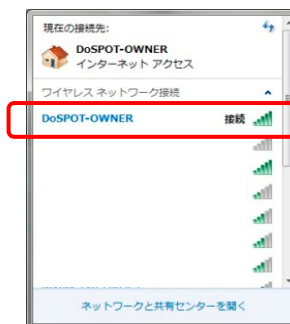 現在の接続先:
DoSPOT-OWNER
インターネット アクセス
ワイヤレス ネットワーク接続
DoSPOT-OWNER 接続
ネットワークと共有センターを開く